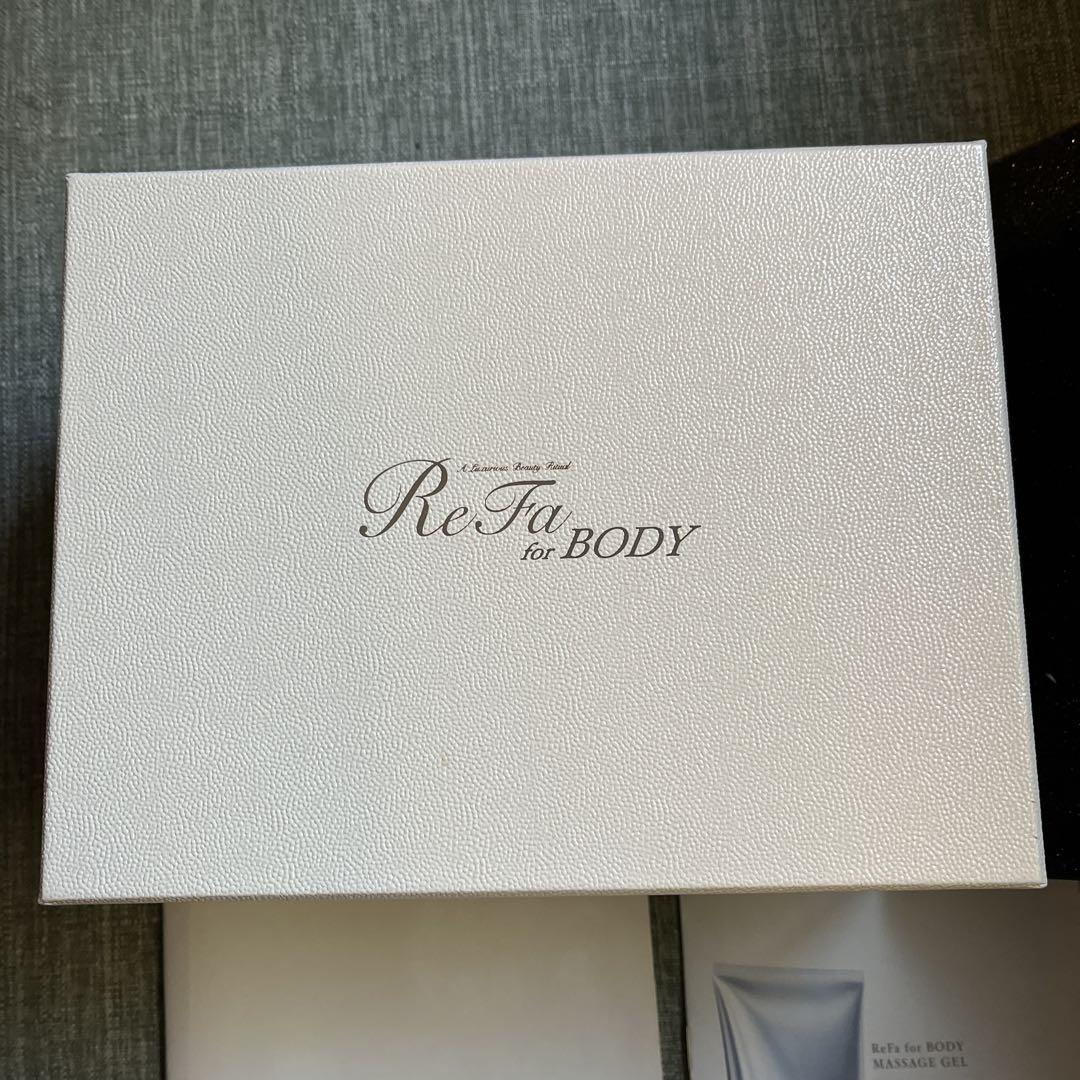 A Luxurious Beauty Ritual
ReFa
for BODY
ReFa for BODY
MASSAGE GEL